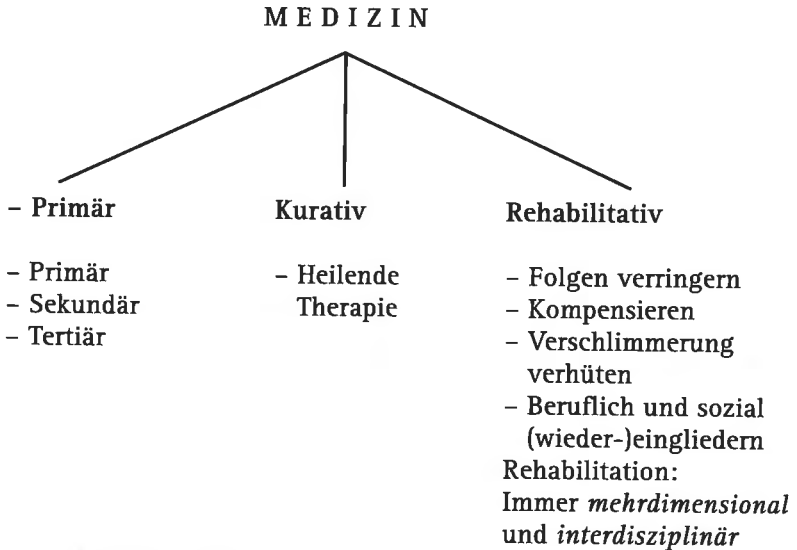 MEDIZIN
– Primär
– Primär
– Sekundär
– Tertiär
Kurativ
– Heilende
Therapie
Rehabilitativ
– Folgen verringern
– Kompensieren
– Verschlimmerung
verhüten
– Beruflich und sozial
(wieder-)eingliedern
Rehabilitation:
Immer mehrdimensional
und interdisziplinär